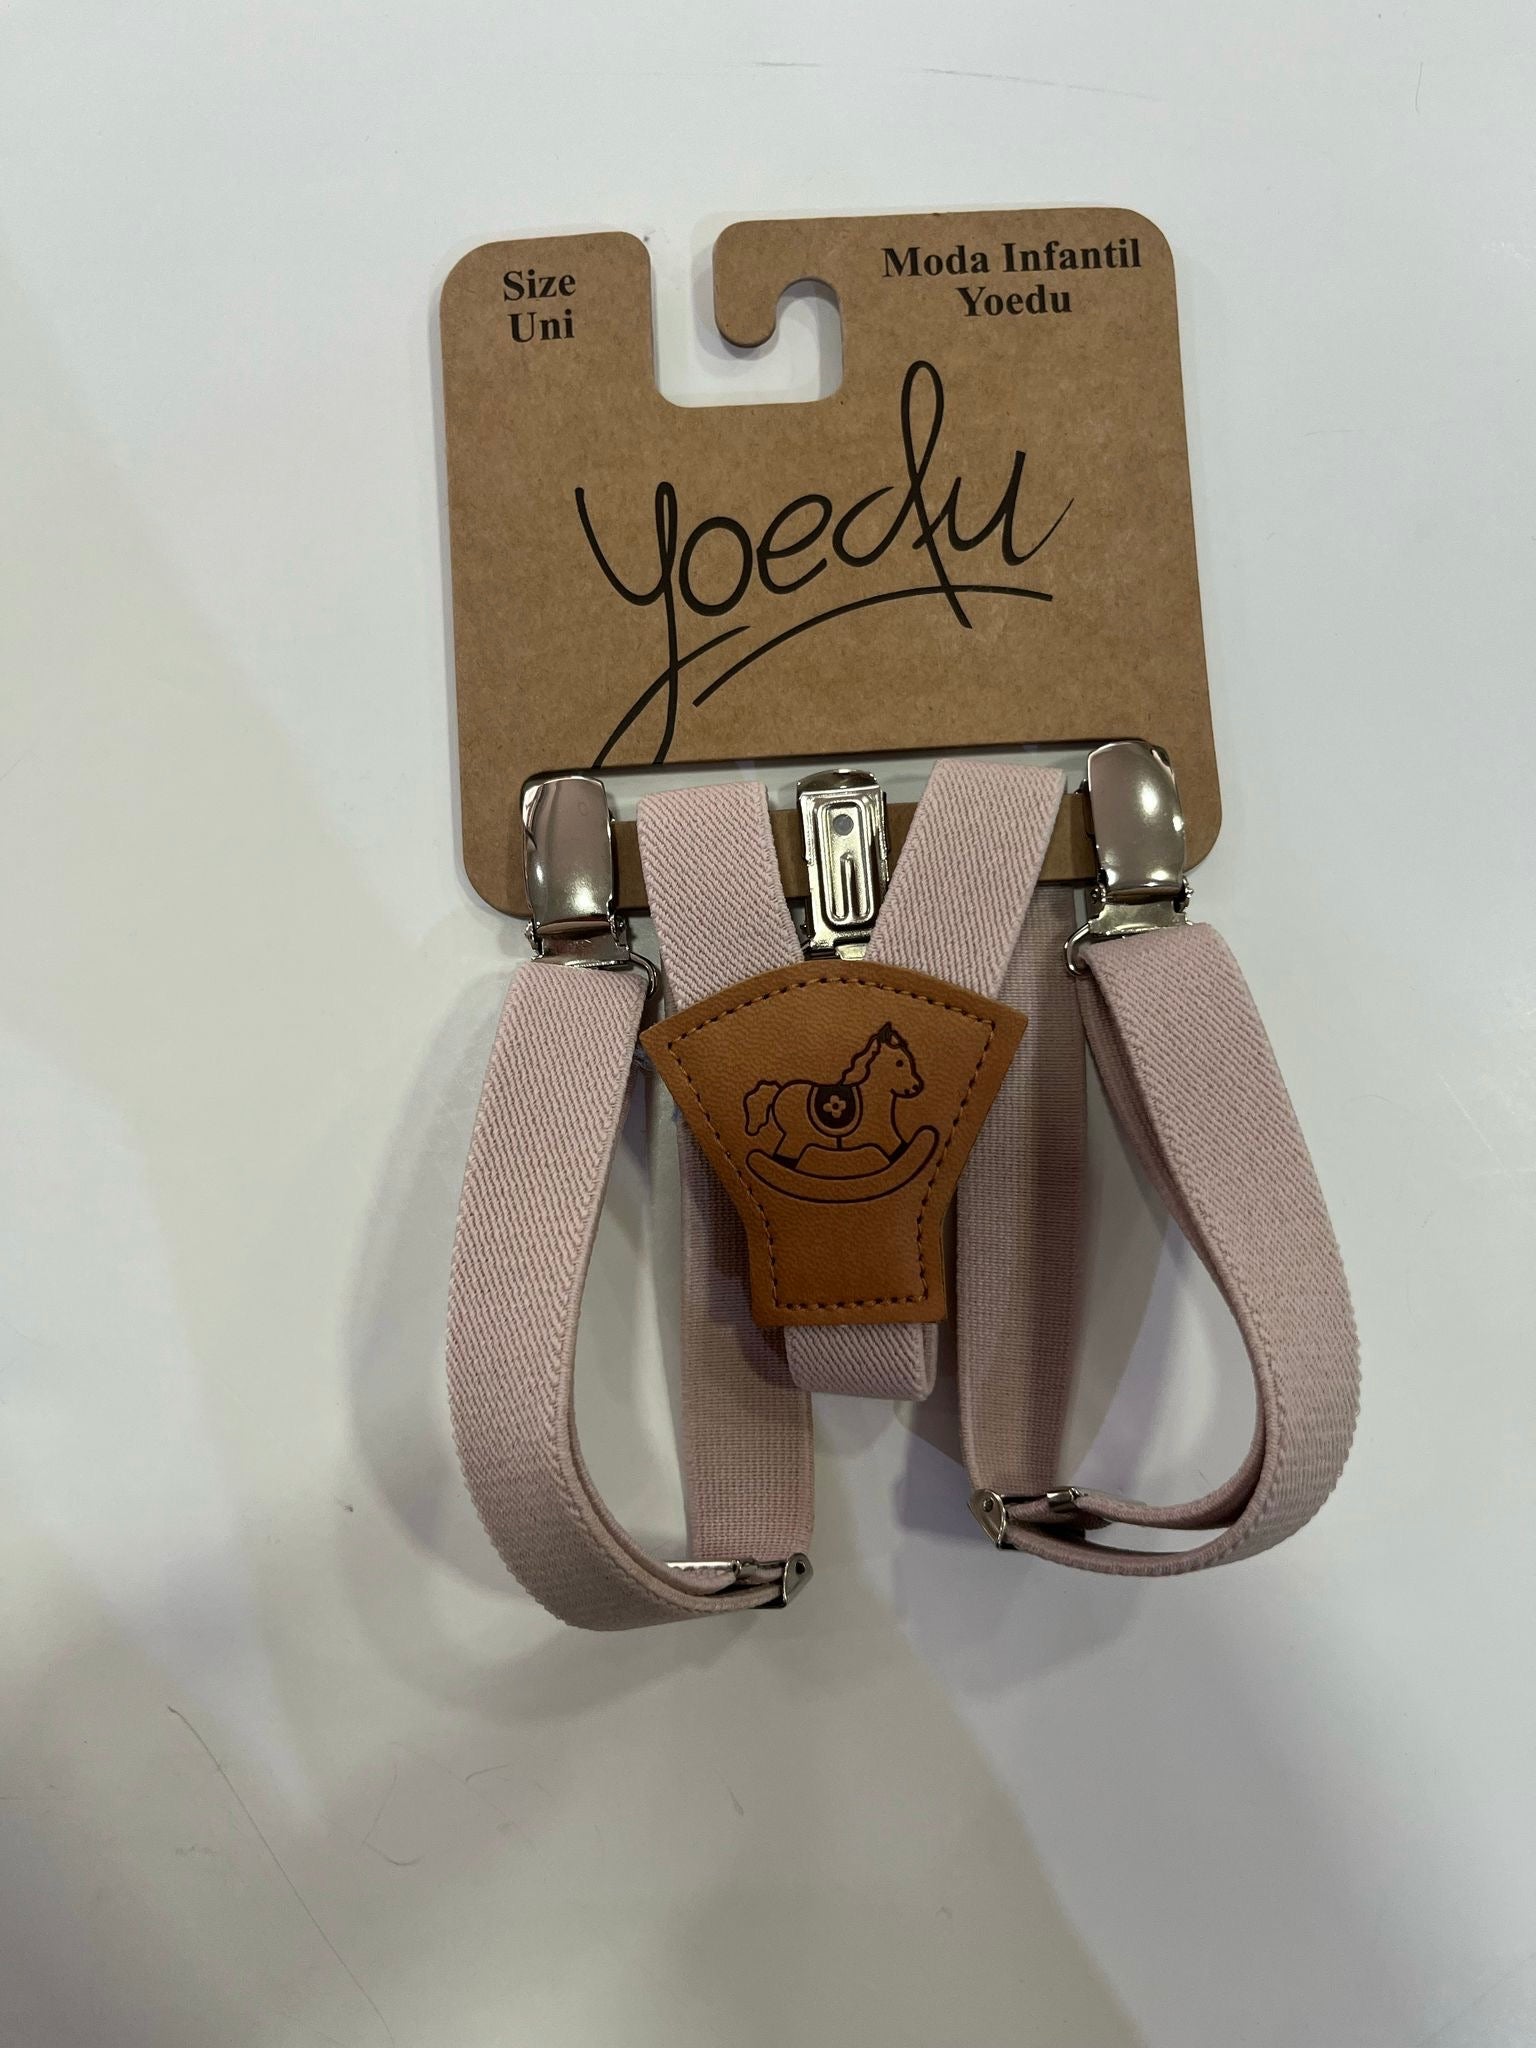 Size
Uni
Moda Infantil
Yoedu
Yoedu